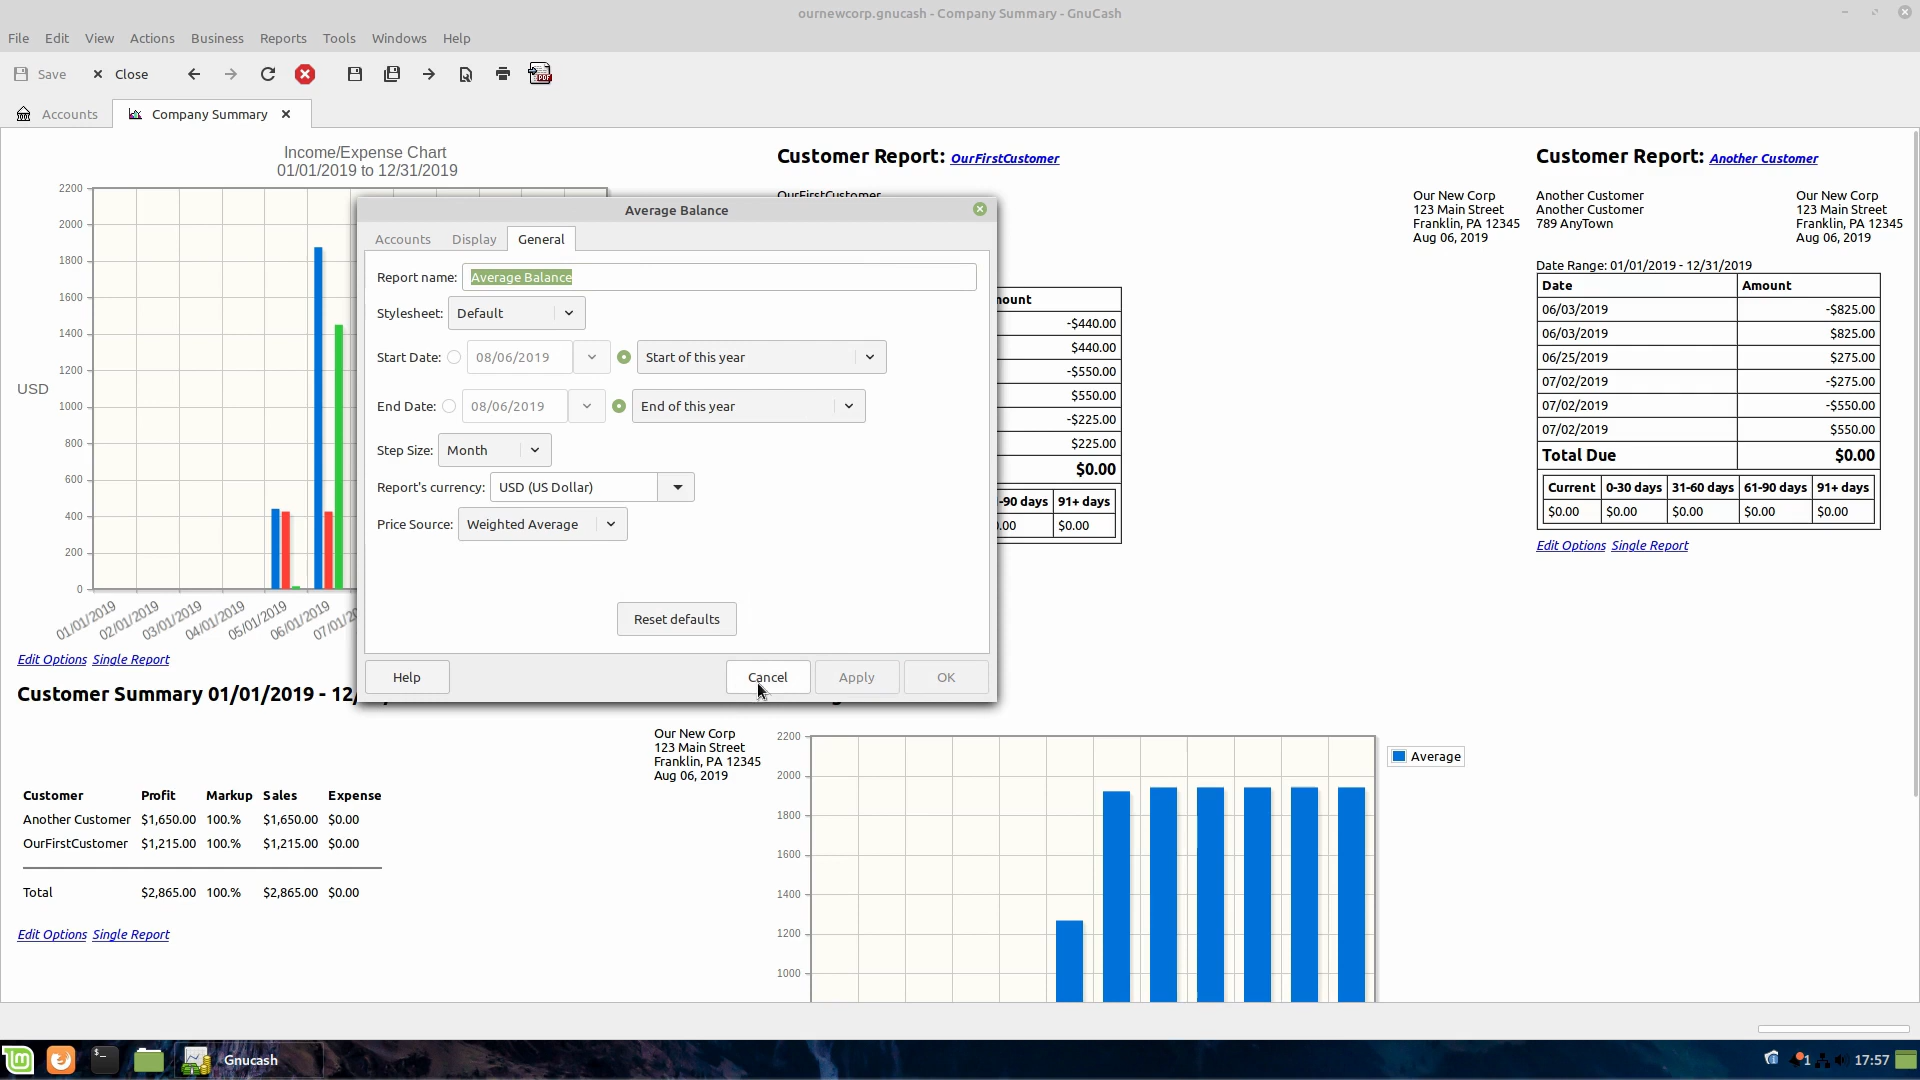 ournewcorp.gnucash - Company Summary - GnuCash
File Edit View Actions Business Reports Tools Windows Help
Save Close
Accounts Company Summary
Income/Expense Chart
01/01/2019 to 12/31/2019
2200
2000
1800
1600
1400
1200
1000
800
600
400
200
0
USD
01/01/2019 02/01/2019 03/01/2019 04/01/2019 05/01/2019 06/01/2019
Edit Options Single Report
Customer Report: OurFirstCustomer
OurFirstCustomer
Our New Corp
123 Main Street
Franklin, PA 12345
Aug 06, 2019
-$440.00
$440.00
-$550.00
$550.00
-$225.00
$225.00
$0.00
-90 days 91+ days
$0.00
Customer Report: Another Customer
Another Customer
Another Customer
789 AnyTown
Our New Corp
123 Main Street
Franklin, PA 12345
Aug 06, 2019
Date Range: 01/01/2019 - 12/31/2019
Date Amount
06/03/2019 -$825.00
06/03/2019 $825.00
06/25/2019 $275.00
07/02/2019 -$275.00
07/02/2019 -$550.00
07/02/2019 $550.00
Total Due $0.00
Current 0-30 days 31-60 days 61-90 days 91+ days
$0.00 $0.00 $0.00 $0.00 $0.00
Edit Options Single Report
Average Balance
Accounts Display General
Report name: Average Balance
Stylesheet: Default
Start Date: 08/06/2019 Start of this year
End Date: 08/06/2019 End of this year
Step Size: Month
Report's currency: USD (US Dollar)
Price Source: Weighted Average
Reset defaults
Help Cancel Apply OK
Customer Summary 01/01/2019 - 12/
Our New Corp
123 Main Street
Franklin, PA 12345
Aug 06, 2019
Customer Profit Markup Sales Expense
Another Customer $1,650.00 100.% $1,650.00 $0.00
OurFirstCustomer $1,215.00 100.% $1,215.00 $0.00
Total $2,865.00 100.% $2,865.00 $0.00
Edit Options Single Report
2200
2000
1800
1600
1400
1200
1000
Average
Gnucash
1
17:57